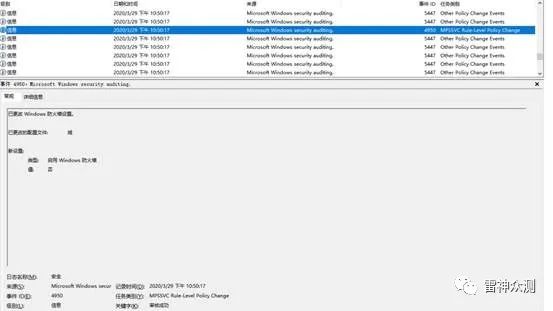 级别 日期和时间 来源 事件 ID 任务类别
信息 2020/3/29 下午 10:50:17 Microsoft Windows security auditing. 5447 Other Policy Change Events
信息 2020/3/29 下午 10:50:17 Microsoft Windows security auditing. 5447 Other Policy Change Events
信息 2020/3/29 下午 10:50:17 Microsoft Windows security auditing. 4950 MPSSVC Rule-Level Policy Change
信息 2020/3/29 下午 10:50:17 Microsoft Windows security auditing. 5447 Other Policy Change Events
信息 2020/3/29 下午 10:50:17 Microsoft Windows security auditing. 5447 Other Policy Change Events
信息 2020/3/29 下午 10:50:17 Microsoft Windows security auditing. 5447 Other Policy Change Events
信息 2020/3/29 下午 10:50:17 Microsoft Windows security auditing. 5447 Other Policy Change Events
信息 2020/3/29 下午 10:50:17 Microsoft Windows security auditing. 5447 Other Policy Change Events
事件 4950, Microsoft Windows security auditing.
常规 详细信息
已更改 Windows 防火墙设置。
已更改的配置文件: 域
新设置:
类型: 启用 Windows 防火墙
值: 否
日志名称(M): 安全
来源(S): Microsoft Windows secur 记录时间(D): 2020/3/29 下午 10:50:17
事件 ID(E): 4950 任务类别(Y): MPSSVC Rule-Level Policy Change
级别(L): 信息 关键字(K): 审核成功
雷神众测